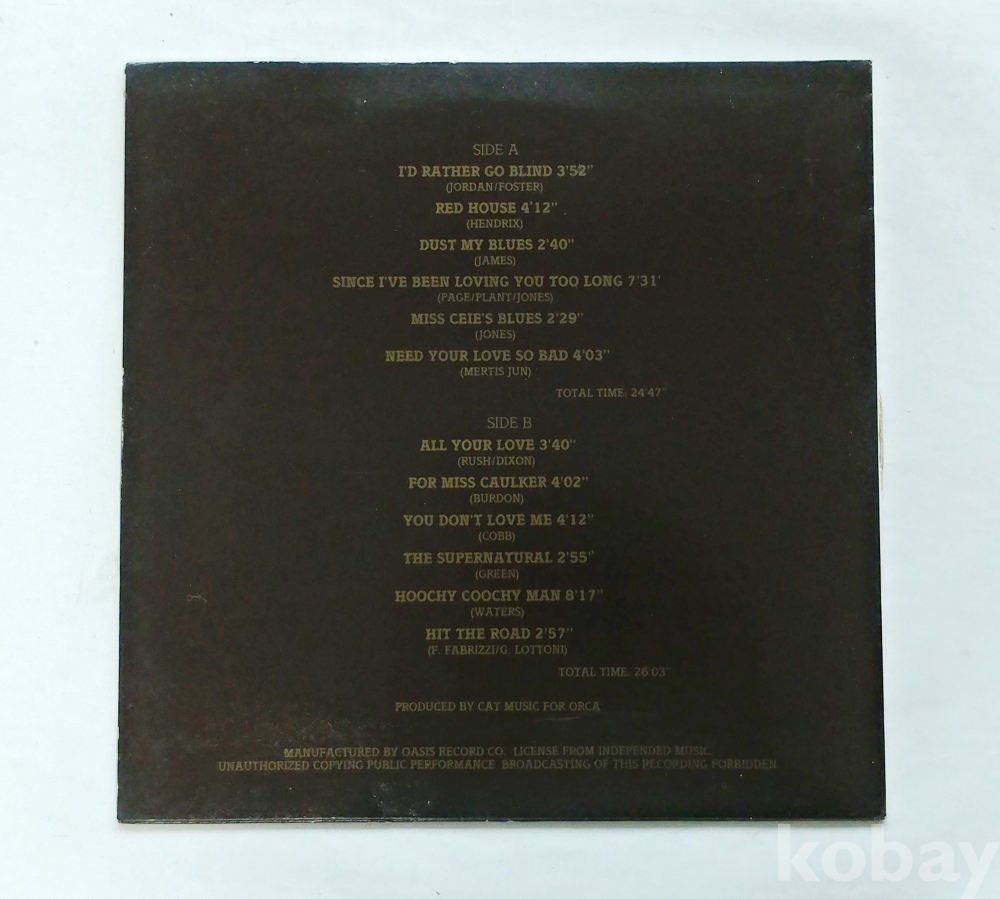 SIDE A
I'D RATHER GO BLIND 3'52"
(JORDAN/FOSTER)
RED HOUSE 4'12"
(HENDRIX)
DUST MY BLUES 2'40"
(JAMES)
SINCE I'VE BEEN LOVING YOU TOO LONG 7'31'
(PAGE/PLANT/JONES)
MISS CEIE'S BLUES 2'29"
(JONES)
NEED YOUR LOVE SO BAD 4'03"
(MERTIS JUN)
TOTAL TIME: 24'47"
SIDE B
ALL YOUR LOVE 3'40"
(RUSH/DIXON)
FOR MISS CAULKER 4'02"
(BURDON)
YOU DON'T LOVE ME 4'12"
(COBB)
THE SUPERNATURAL 2'55"
(GREEN)
HOOCHY COOCHY MAN 8'17"
(WATERS)
HIT THE ROAD 2'57"
(F. FABRIZZI/G. LOTTONI)
TOTAL TIME: 26'03"
PRODUCED BY CAT MUSIC FOR ORCA
MANUFACTURED BY OASIS RECORD CO. LICENSE FROM INDEPENDED MUSIC.
UNAUTHORIZED COPYING PUBLIC PERFORMANCE BROADCASTING OF THIS RECORDING FORBIDDEN
kobay